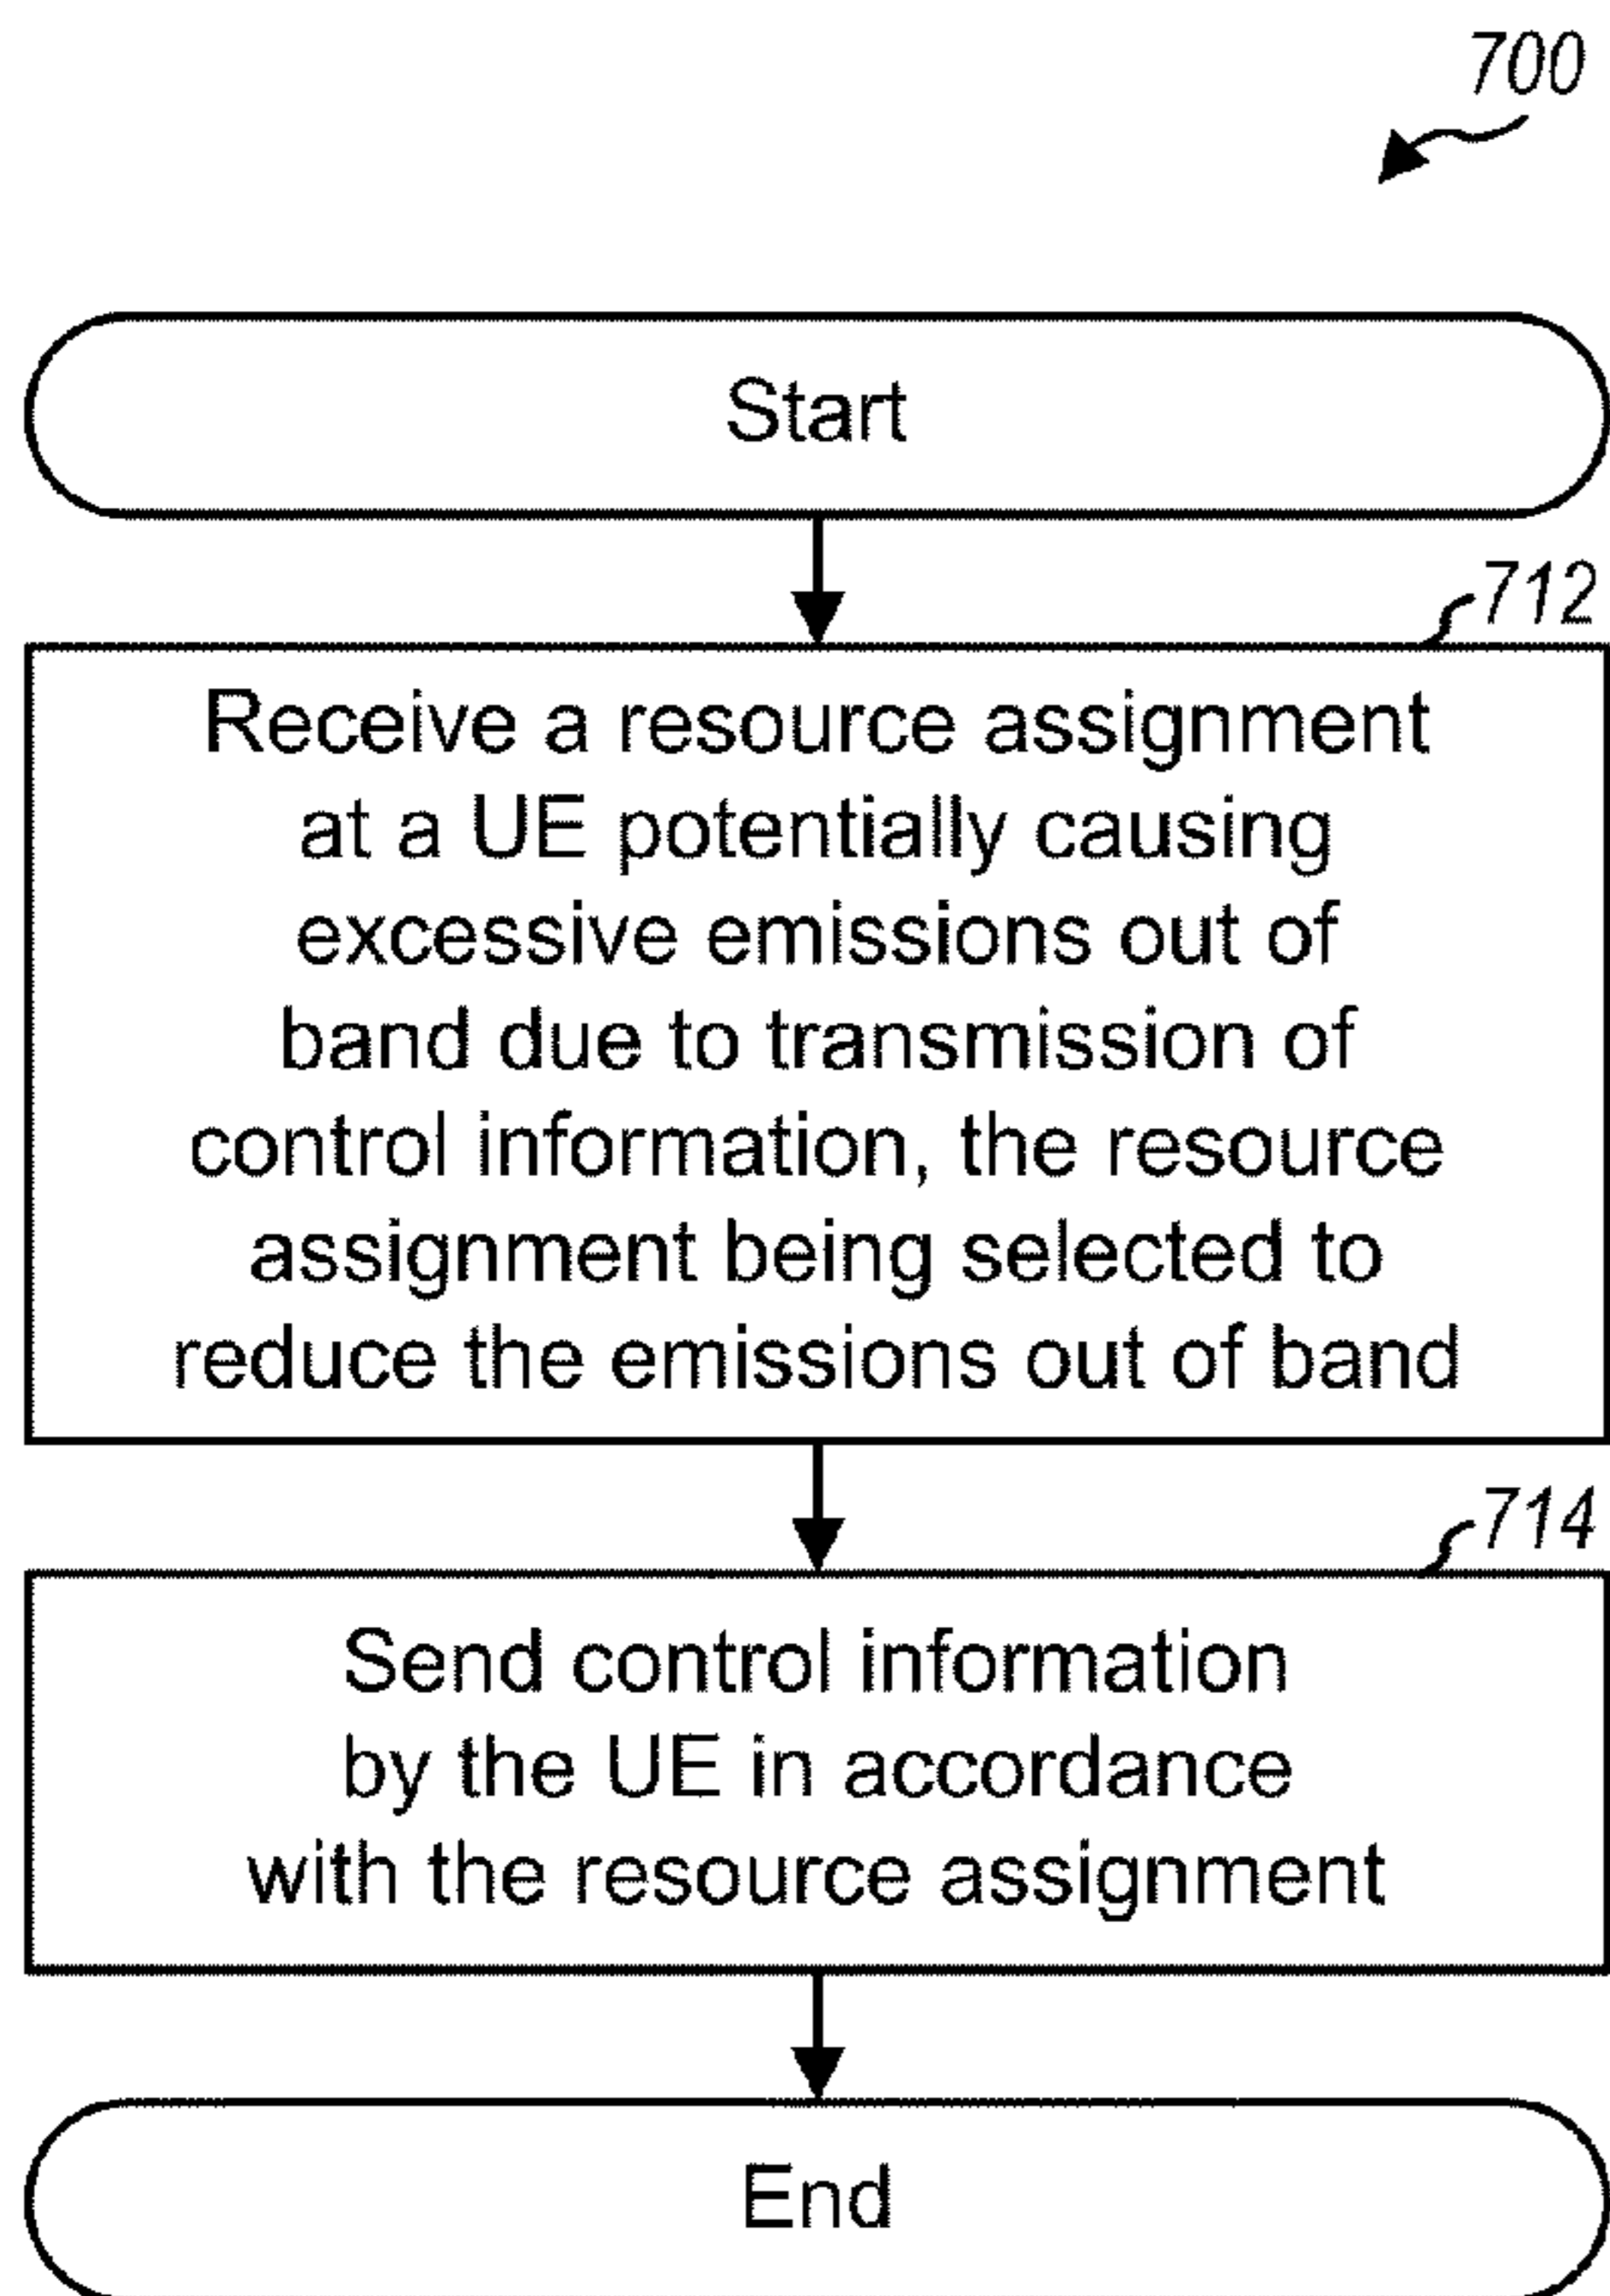 700
Start
712
Receive a resource assignment
at a UE potentially causing
excessive emissions out of
band due to transmission of
control information, the resource
assignment being selected to
reduce the emissions out of band
714
Send control information
by the UE in accordance
with the resource assignment
End